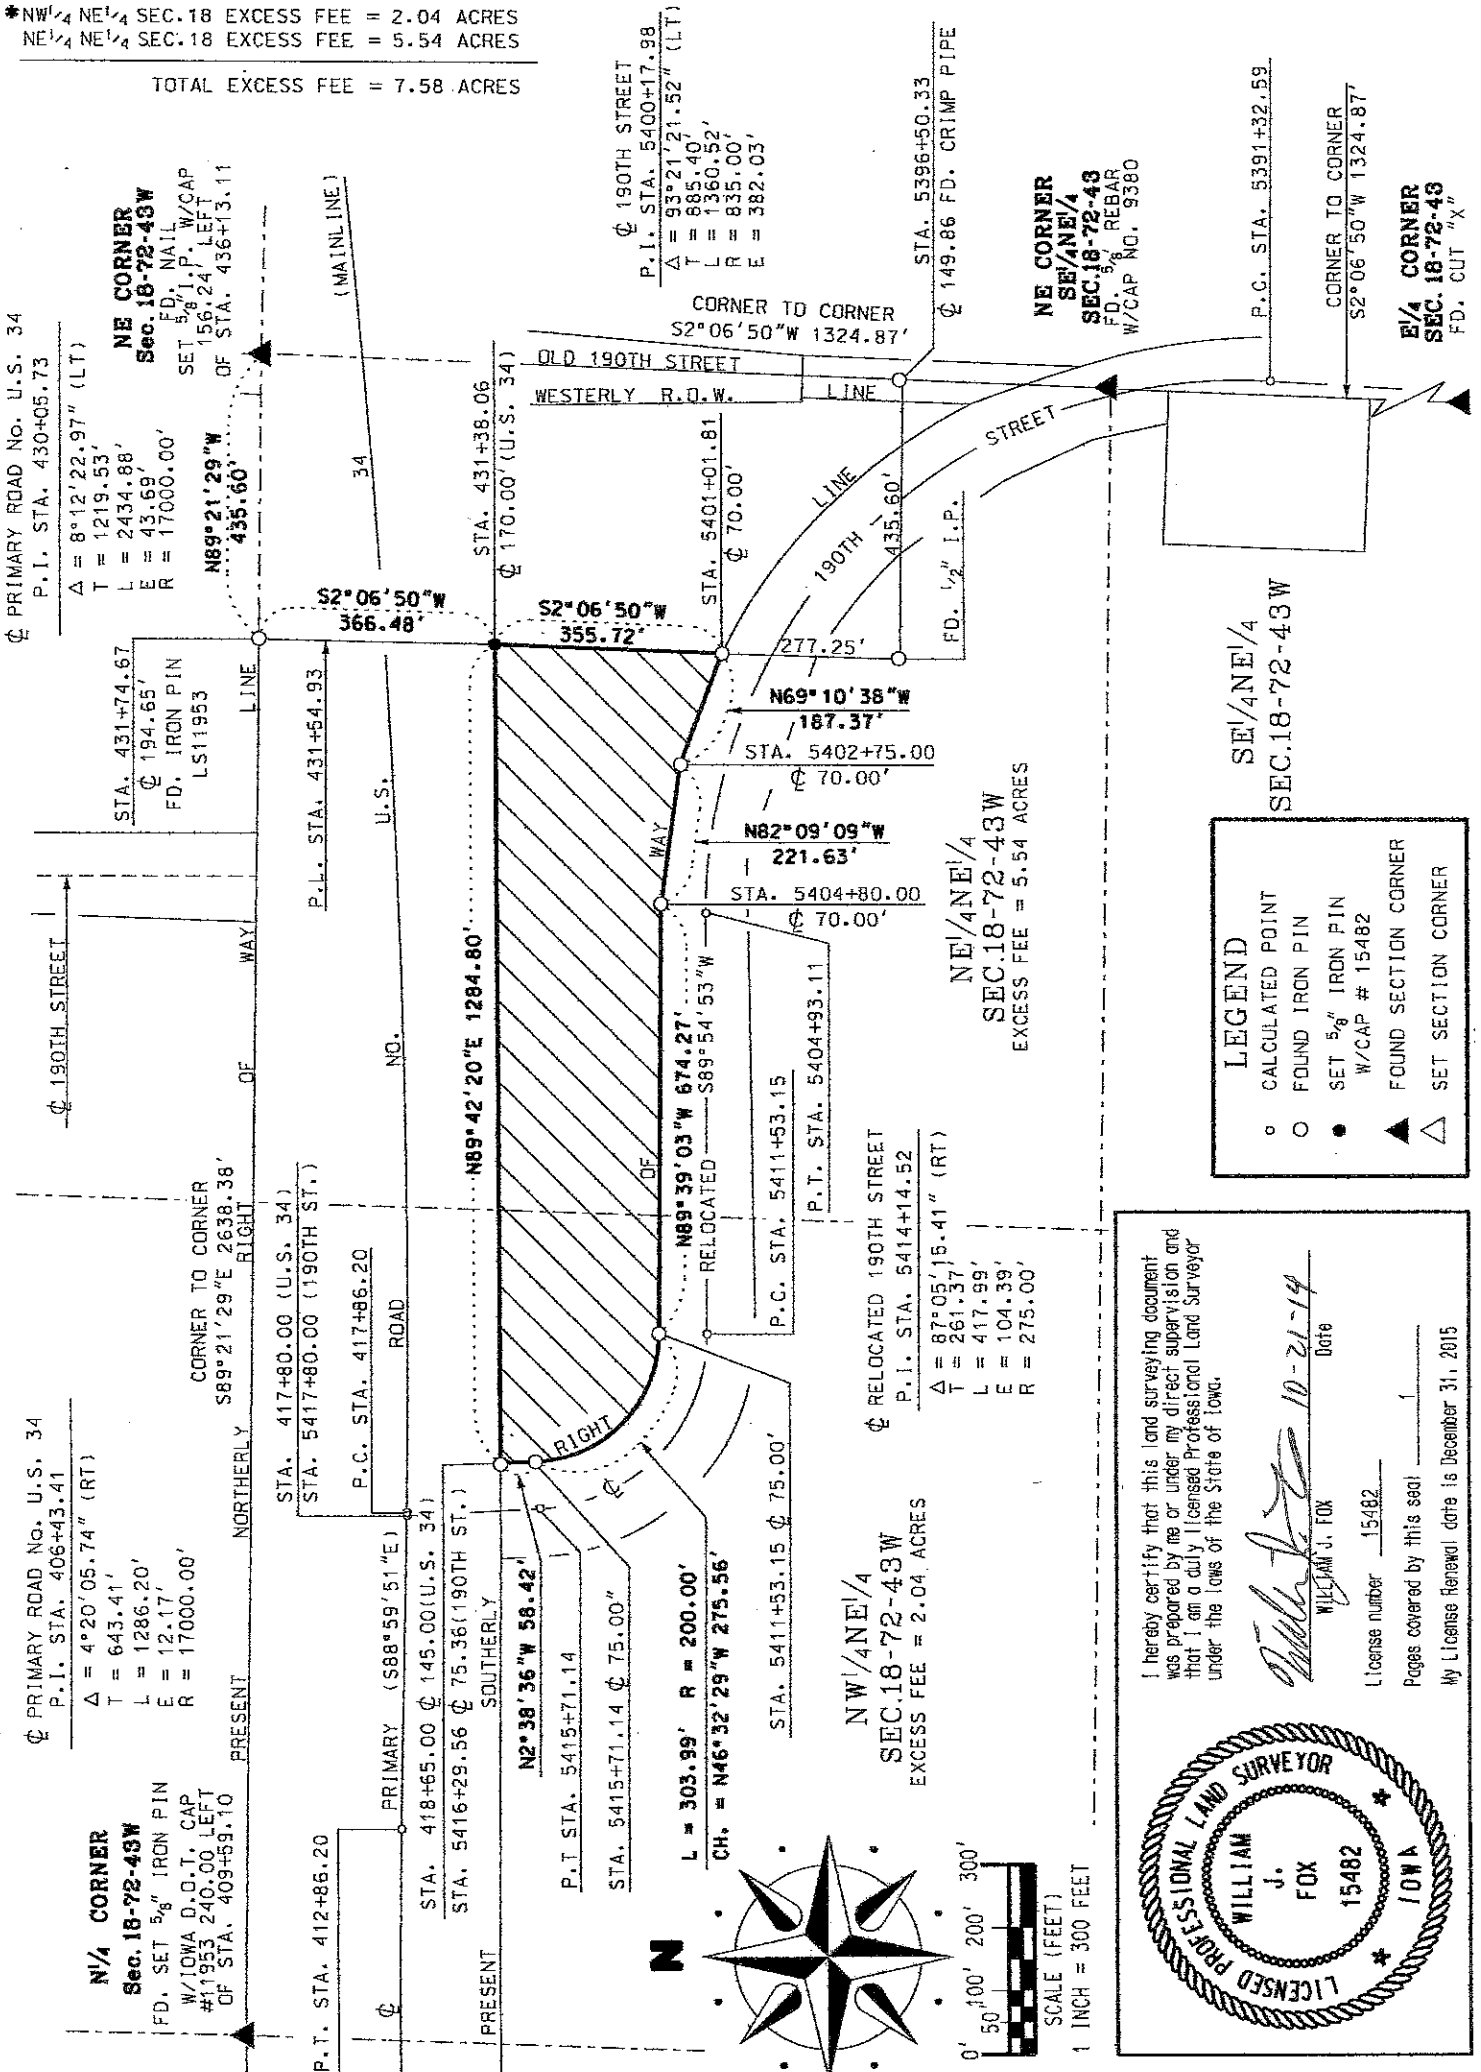 *NW1/4 NE1/4 SEC.18 EXCESS FEE = 2.04 ACRES
NE1/4 NE1/4 SEC.18 EXCESS FEE = 5.54 ACRES
TOTAL EXCESS FEE = 7.58 ACRES
N1/4 CORNER
Sec. 18-72-43W
FD. SET 5/8" IRON PIN
W/IOWA D.O.T. CAP
#11953 240.00 LEFT
OF STA. 409+59.10
℄ PRIMARY ROAD No. U.S. 34
P.I. STA. 406+43.41
Δ = 4°20'05.74" (RT)
T = 643.41'
L = 1286.20'
E = 12.17'
R = 17000.00'
CORNER TO CORNER
S89°21'29"E 2638.38'
℄ 190TH STREET
PRESENT NORTHERLY RIGHT OF WAY LINE
℄ PRIMARY ROAD No. U.S. 34
P.I. STA. 430+05.73
Δ = 8°12'22.97" (LT)
T = 1219.53'
L = 2434.88'
E = 43.69'
R = 17000.00'
NE CORNER
Sec. 18-72-43W
FD. NAIL
SET 5/8" I.P. W/CAP
156.24' LEFT
OF STA. 436+13.11
N89°21'29"W
435.60'
STA. 431+74.67
℄ 194.65'
FD. IRON PIN
LS11953
P.L. STA. 431+54.93
S2°06'50"W
366.48'
(MAINLINE)
STA. 417+80.00 (U.S. 34)
STA. 5417+80.00 (190TH ST.)
P.C. STA. 417+86.20
P.T. STA. 412+86.20
℄ PRIMARY (S88°59'51"E) ROAD NO. U.S. 34
STA. 418+65.00 ℄ 145.00(U.S. 34)
STA. 5416+29.56 ℄ 75.36(190TH ST.)
PRESENT SOUTHERLY RIGHT OF WAY LINE
N89°42'20"E 1284.80'
STA. 431+38.06
℄ 170.00'(U.S. 34)
S2°06'50"W
355.72'
STA. 5401+01.81
℄ 70.00'
℄ 190TH STREET
P.I. STA. 5400+17.98
Δ = 93°21'21.52" (LT)
T = 885.40'
L = 1360.52'
R = 835.00'
E = 382.03'
CORNER TO CORNER
S2°06'50"W 1324.87'
OLD 190TH STREET
WESTERLY R.O.W. LINE
STA. 5396+50.33
℄ 149.86 FD. CRIMP PIPE
190TH STREET
435.60'
277.25'
FD. 1/2" I.P.
NE CORNER
SE1/4NE1/4
SEC.18-72-43
FD. 5/8" REBAR
W/CAP NO. 9380
P.C. STA. 5391+32.59
CORNER TO CORNER
S2°06'50"W 1324.87'
E1/4 CORNER
SEC. 18-72-43
FD. CUT "X"
N69°10'38"W
187.37'
STA. 5402+75.00
℄ 70.00'
N82°09'09"W
221.63'
STA. 5404+80.00
℄ 70.00'
N89°39'03"W 674.27'
RELOCATED S89°54'53"W
P.T. STA. 5404+93.11
P.C. STA. 5411+53.15
N2°38'36"W 58.42'
℄
P.T STA. 5415+71.14
STA. 5415+71.14 ℄ 75.00"
L = 303.99' R = 200.00'
CH. = N46°32'29"W 275.56'
STA. 5411+53.15 ℄ 75.00'
℄ RELOCATED 190TH STREET
P.I. STA. 5414+14.52
Δ = 87°05'15.41" (RT)
T = 261.37'
L = 417.99'
E = 104.39'
R = 275.00'
NW1/4NE1/4
SEC.18-72-43W
EXCESS FEE = 2.04 ACRES
NE1/4NE1/4
SEC.18-72-43W
EXCESS FEE = 5.54 ACRES
SE1/4NE1/4
SEC.18-72-43W
N
0' 50' 100' 200' 300'
SCALE (FEET)
1 INCH = 300 FEET
LICENSED PROFESSIONAL LAND SURVEYOR
WILLIAM
J.
FOX
15482
* IOWA *
I hereby certify that this land surveying document
was prepared by me or under my direct supervision and
that I am a duly licensed Professional Land Surveyor
under the laws of the State of Iowa.
10-21-14
WILLIAM J. FOX
Date
License number 15482
Pages covered by this seal 1
My License Renewal date is December 31, 2015
LEGEND
CALCULATED POINT
FOUND IRON PIN
SET 5/8" IRON PIN
W/CAP # 15482
FOUND SECTION CORNER
SET SECTION CORNER